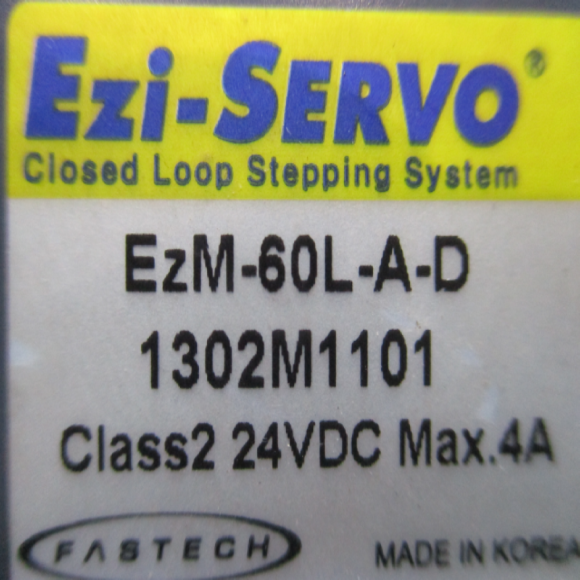 Ezi-SERVO®
Closed Loop Stepping System
EzM-60L-A-D
1302M1101
Class2 24VDC Max.4A
FASTECH
MADE IN KOREA